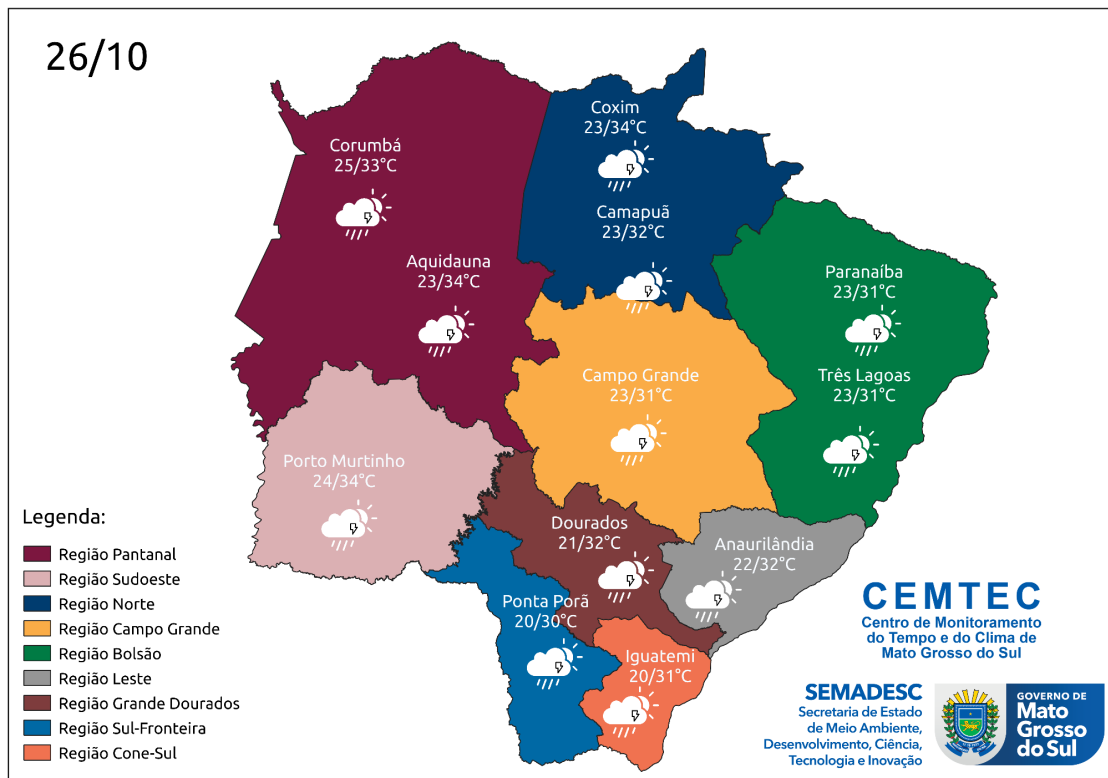 26/10
Corumbá
25/33°C
Aquidauna
23/34°C
Coxim
23/34°C
Camapuã
23/32°C
Paranaíba
23/31°C
Três Lagoas
23/31°C
Campo Grande
23/31°C
Porto Murtinho
24/34°C
Dourados
21/32°C
Anaurilândia
22/32°C
Ponta Porã
20/30°C
Iguatemi
20/31°C
Legenda:
Região Pantanal
Região Sudoeste
Região Norte
Região Campo Grande
Região Bolsão
Região Leste
Região Grande Dourados
Região Sul-Fronteira
Região Cone-Sul
CEMTEC
Centro de Monitoramento
do Tempo e do Clima de
Mato Grosso do Sul
SEMADESC
Secretaria de Estado
de Meio Ambiente,
Desenvolvimento, Ciência,
Tecnologia e Inovação
GOVERNO DE
Mato
Grosso
do Sul